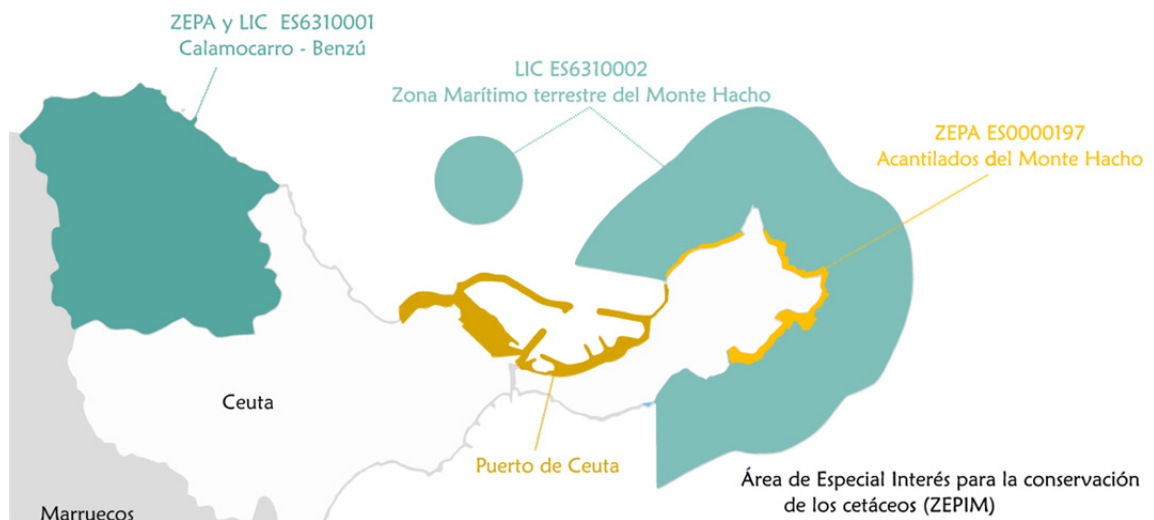 ZEPA y LIC  ES6310001
Calamocarro - Benzú
LIC ES6310002
Zona Marítimo terrestre del Monte Hacho
ZEPA ES0000197
Acantilados del Monte Hacho
Ceuta
Puerto de Ceuta
Área de Especial Interés para la conservación
de los cetáceos (ZEPIM)
Marruecos